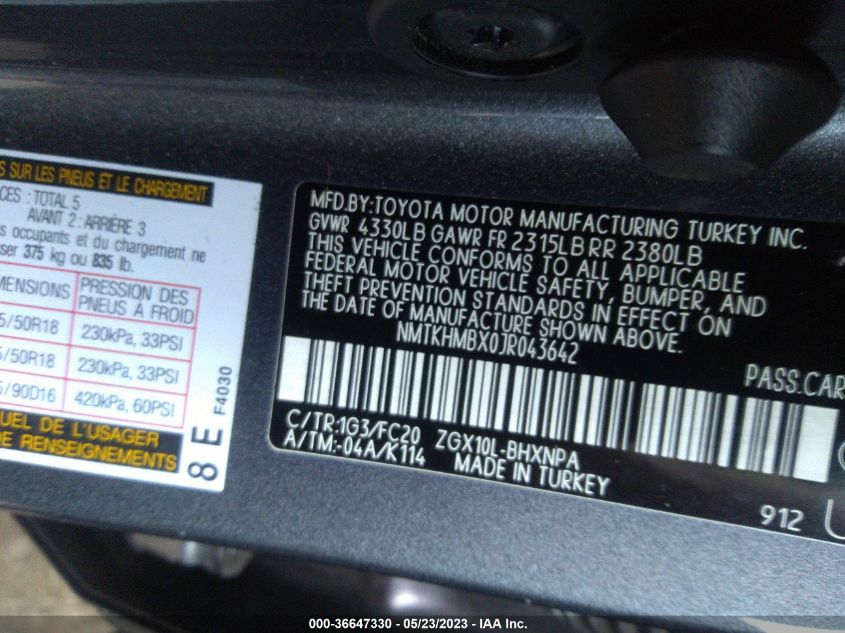 S SUR LES PNEUS ET LE CHARGEMENT
CES : TOTAL 5
AVANT 2 : ARRIÈRE 3
s occupants et du chargement ne
ser 375 kg ou 835 lb.
MENSIONS
PRESSION DES
PNEUS À FROID
5/50R18
230kPa, 33PSI
5/50R18
230kPa, 33PSI
5/90D16
420kPa, 60PSI
UEL DE L'USAGER
DE RENSEIGNEMENTS
8 E
F4030
MFD.BY:TOYOTA MOTOR MANUFACTURING TURKEY INC.
GVWR 4330LB GAWR FR 2315LB RR 2380LB
THIS VEHICLE CONFORMS TO ALL APPLICABLE
FEDERAL MOTOR VEHICLE SAFETY, BUMPER, AND
THEFT PREVENTION STANDARDS IN EFFECT ON
THE DATE OF MANUFACTURE SHOWN ABOVE.
NMTKHMBX0JR043642
PASS.CAR
C/TR:1G3/FC20 ZGX10L-BHXNPA
A/TM:-04A/K114 MADE IN TURKEY
912
000-36647330 — 05/23/2023 — IAA Inc.